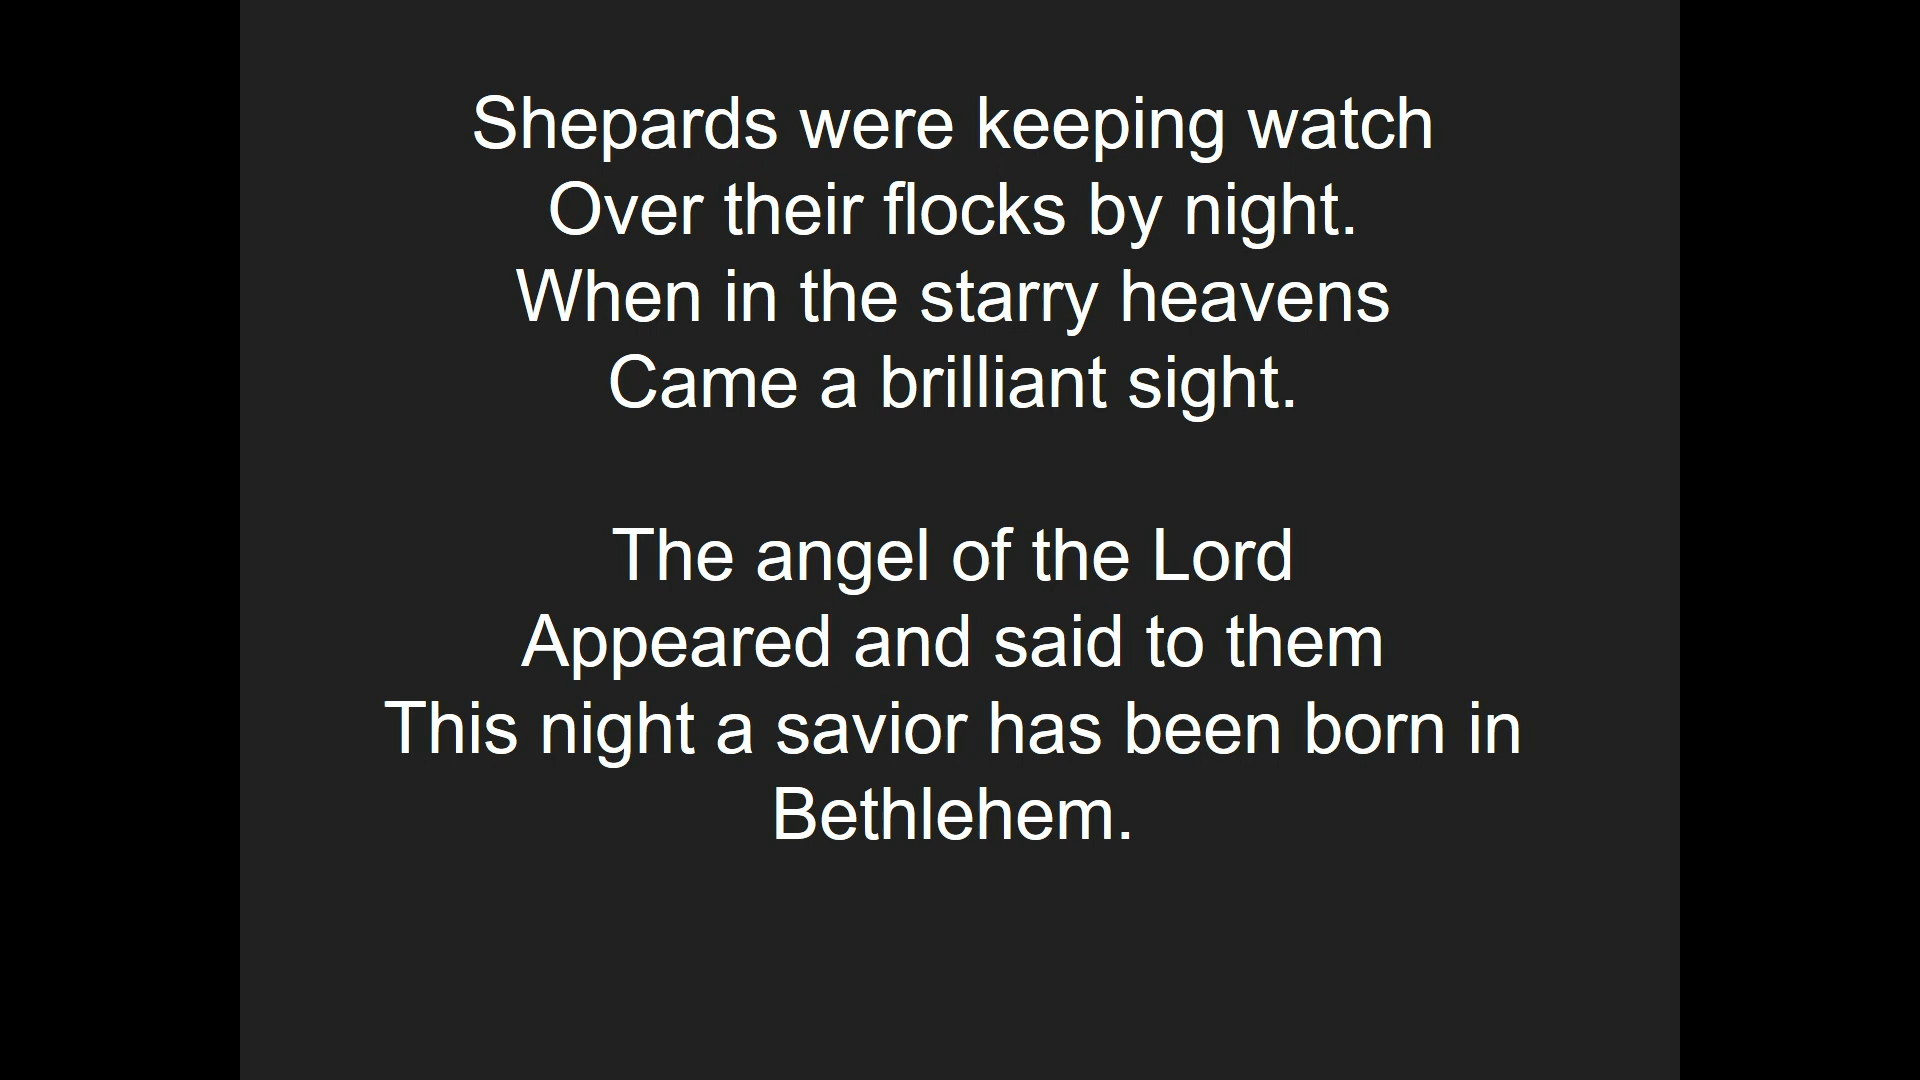 Shepards were keeping watch
Over their flocks by night.
When in the starry heavens
Came a brilliant sight.
The angel of the Lord
Appeared and said to them
This night a savior has been born in
Bethlehem.